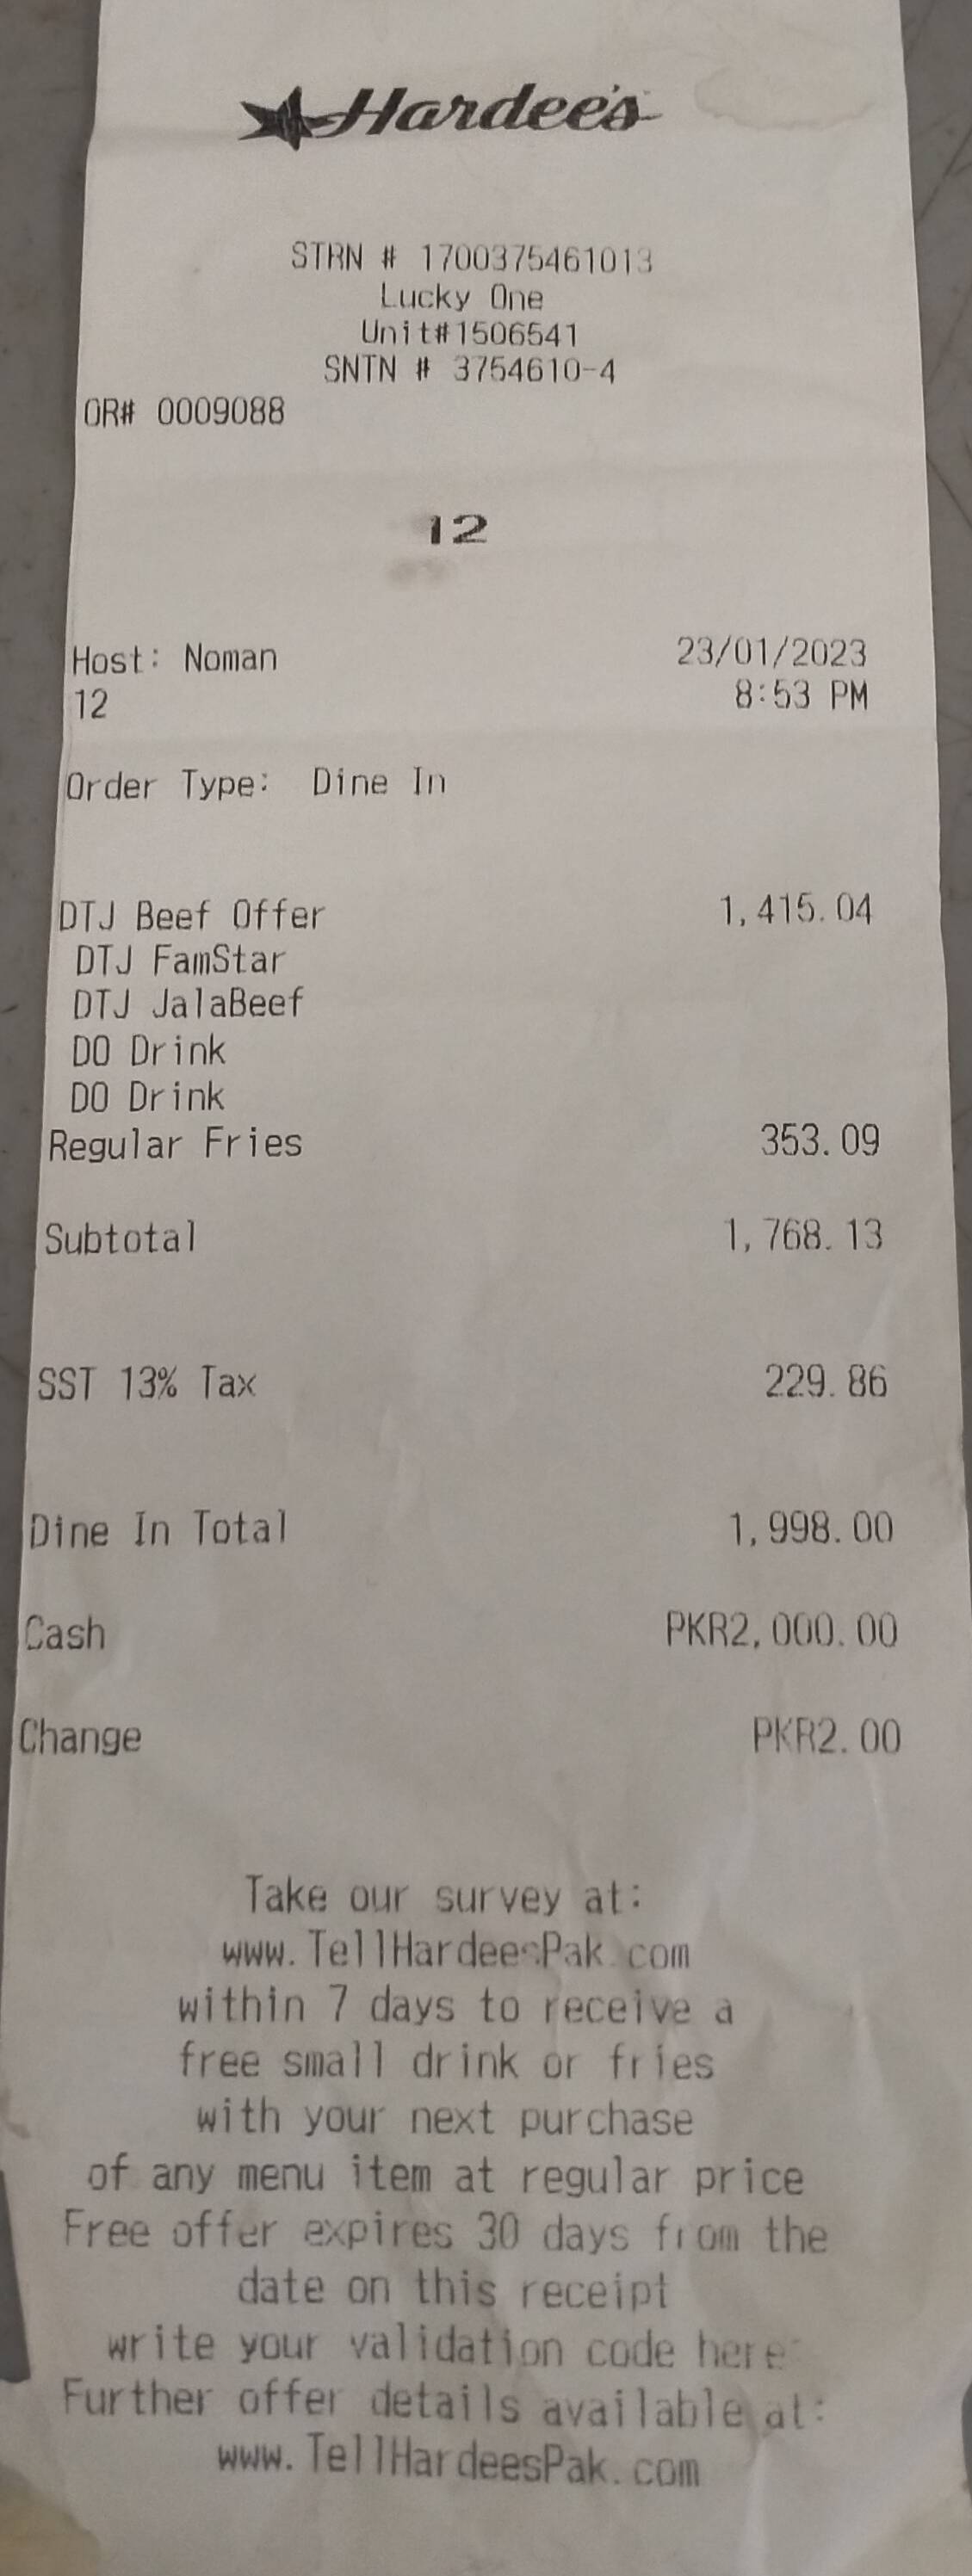 Hardee's
STRN # 1700375461013
Lucky One
Unit#1506541
SNTN # 3754610-4
OR# 0009088
12
Host: Noman 23/01/2023
12 8:53 PM
Order Type: Dine In
DTJ Beef Offer 1,415.04
DTJ FamStar
DTJ JalaBeef
DO Drink
DO Drink
Regular Fries 353.09
Subtotal 1,768.13
SST 13% Tax 229.86
Dine In Total 1,998.00
Cash PKR2,000.00
Change PKR2.00
Take our survey at:
www.TellHardeesPak.com
within 7 days to receive a
free small drink or fries
with your next purchase
of any menu item at regular price
Free offer expires 30 days from the
date on this receipt
write your validation code here:
Further offer details available at:
www.TellHardeesPak.com